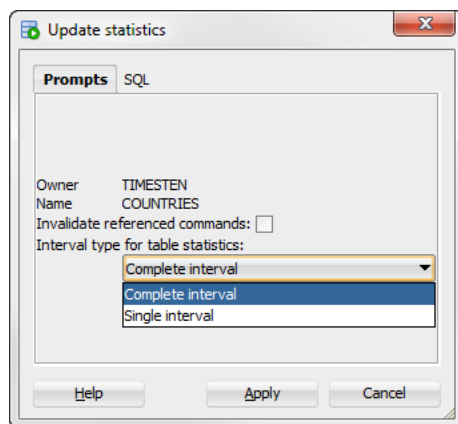 Update statistics
Prompts SQL
Owner TIMESTEN
Name COUNTRIES
Invalidate referenced commands:
Interval type for table statistics:
Complete interval
Complete interval
Single interval
Help Apply Cancel